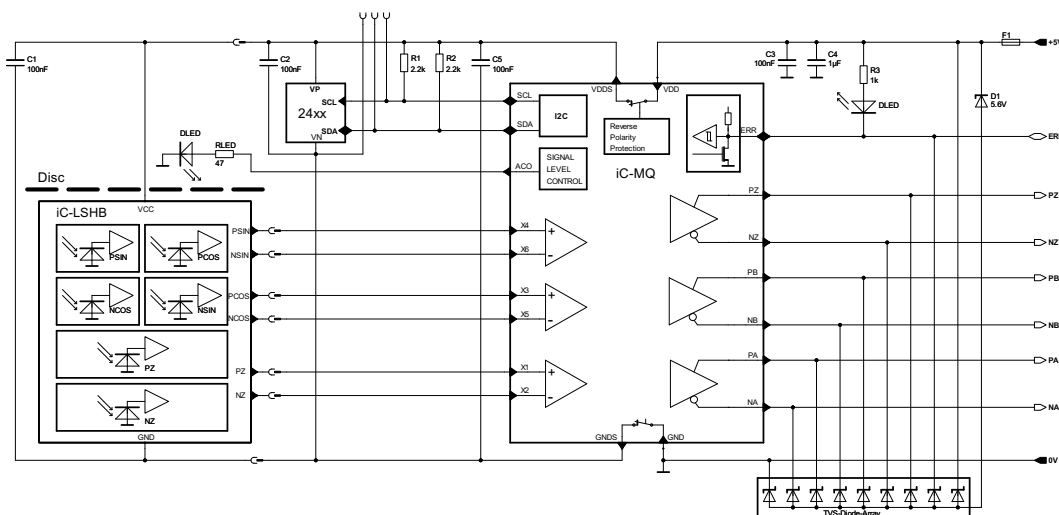 C1
100nF
C2
100nF
R1
2.2k
R2
2.2k
C5
100nF
C3
100nF
C4
1µF
R3
1k
F1
+5V
D1
5.6V
DLED
VP
SCL
24xx
SDA
VN
VDDS
VDD
SCL
I2C
SDA
Reverse
Polarity
Protection
ERR
ER
iC-MQ
DLED
RLED
47
ACO
SIGNAL
LEVEL
CONTROL
Disc
VCC
iC-LSHB
PSIN
PCOS
NCOS
NSIN
PZ
NZ
PSIN
NSIN
PCOS
NCOS
PZ
NZ
GND
X4
+
X6
-
X3
+
X5
-
X1
+
X2
-
PZ
PZ
NZ
NZ
PB
PB
NB
NB
PA
PA
NA
NA
GNDS
GND
0V
TVS-Diode-Array